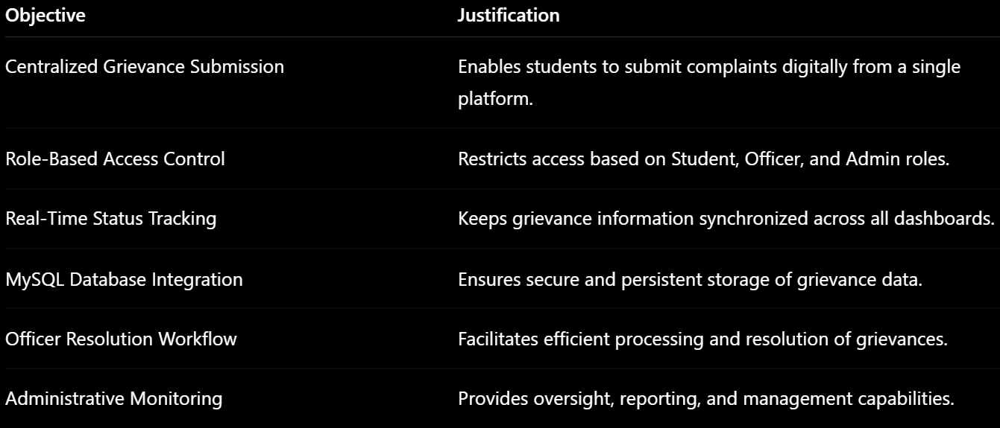 Objective Justification
Centralized Grievance Submission Enables students to submit complaints digitally from a single
platform.
Role-Based Access Control Restricts access based on Student, Officer, and Admin roles.
Real-Time Status Tracking Keeps grievance information synchronized across all dashboards.
MySQL Database Integration Ensures secure and persistent storage of grievance data.
Officer Resolution Workflow Facilitates efficient processing and resolution of grievances.
Administrative Monitoring Provides oversight, reporting, and management capabilities.